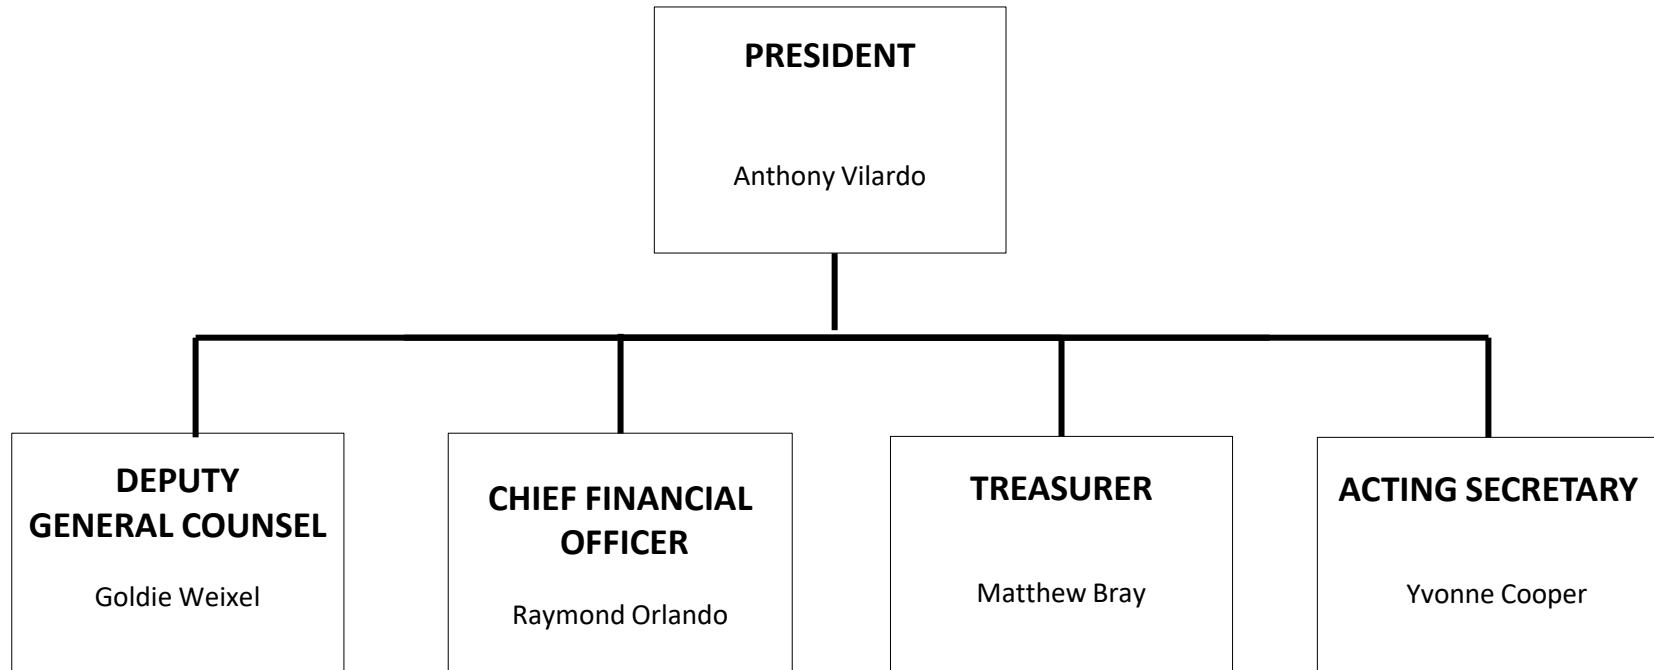 PRESIDENT
Anthony Vilardo
DEPUTY
GENERAL COUNSEL
Goldie Weixel
CHIEF FINANCIAL
OFFICER
Raymond Orlando
TREASURER
Matthew Bray
ACTING SECRETARY
Yvonne Cooper